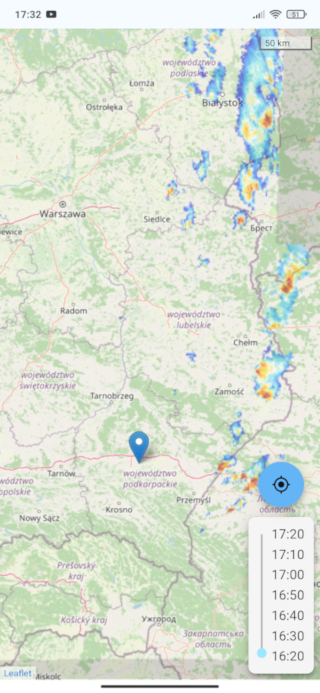 17:32
51
50 km
województwo
podlaskie
Łomża
Ostrołęka
Białystok
Warszawa
Siedlce
Брест
Radom
województwo
lubelskie
Chełm
województwo
świętokrzyskie
Tarnobrzeg
Zamość
Tarnów
województwo
podkarpackie
Przemyśl
область
Krosno
Nowy Sącz
17:20
17:10
17:00
16:50
16:40
16:30
16:20
Prešovský
kraj
Košický kraj
Ужгород
Закарпатська
область
Leaflet
Miskolc